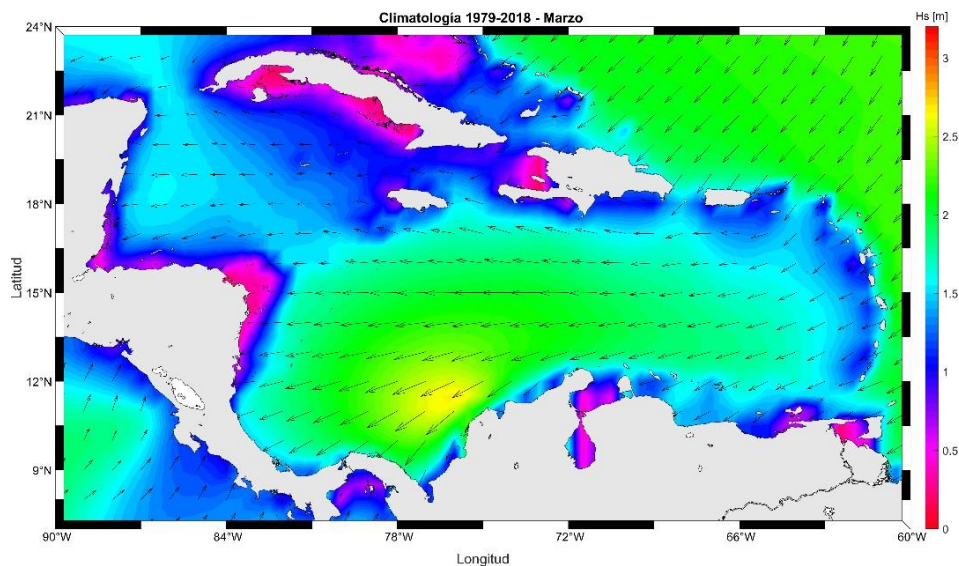 Climatología 1979-2018 - Marzo
Hs [m]
24°N
21°N
18°N
15°N
12°N
9°N
Latitud
90°W
84°W
78°W
72°W
66°W
60°W
Longitud
3
2.5
2
1.5
1
0.5
0